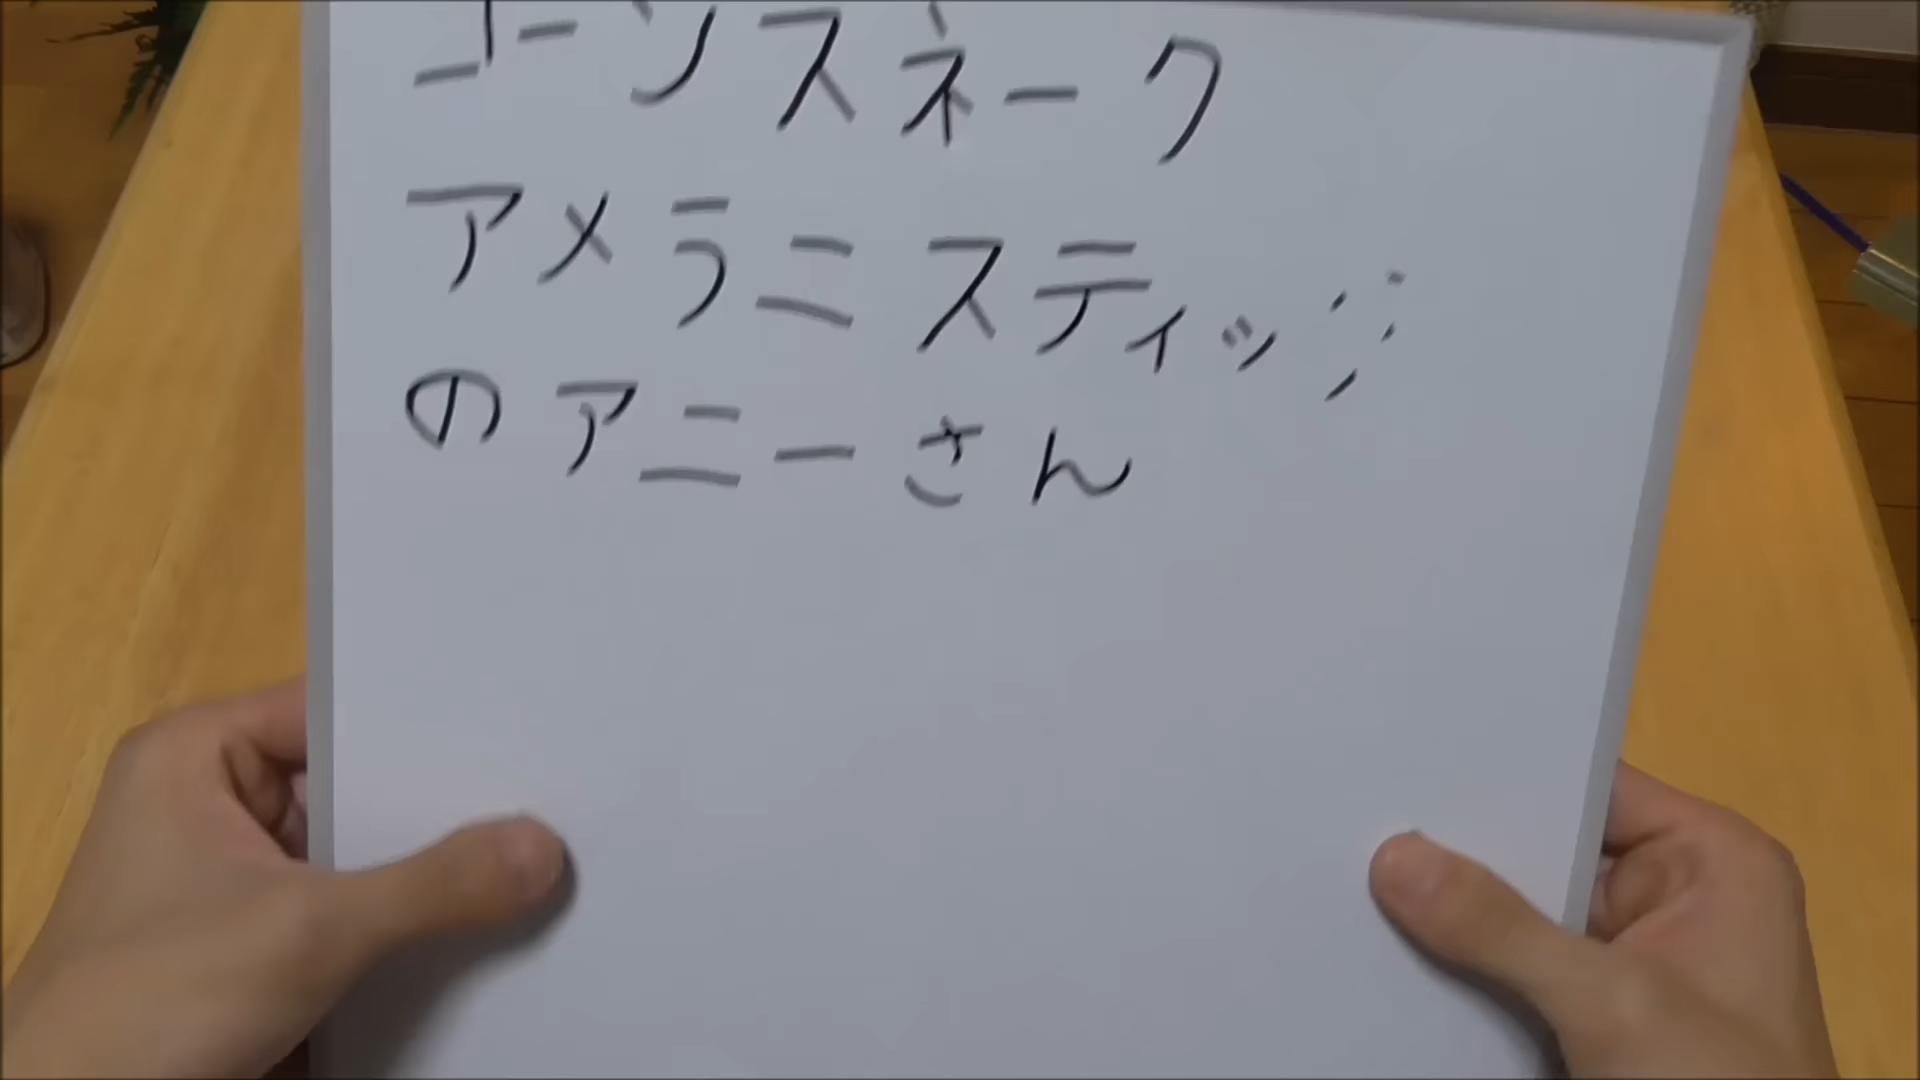 コーンスネーク
アメラニスティック
のアニーさん